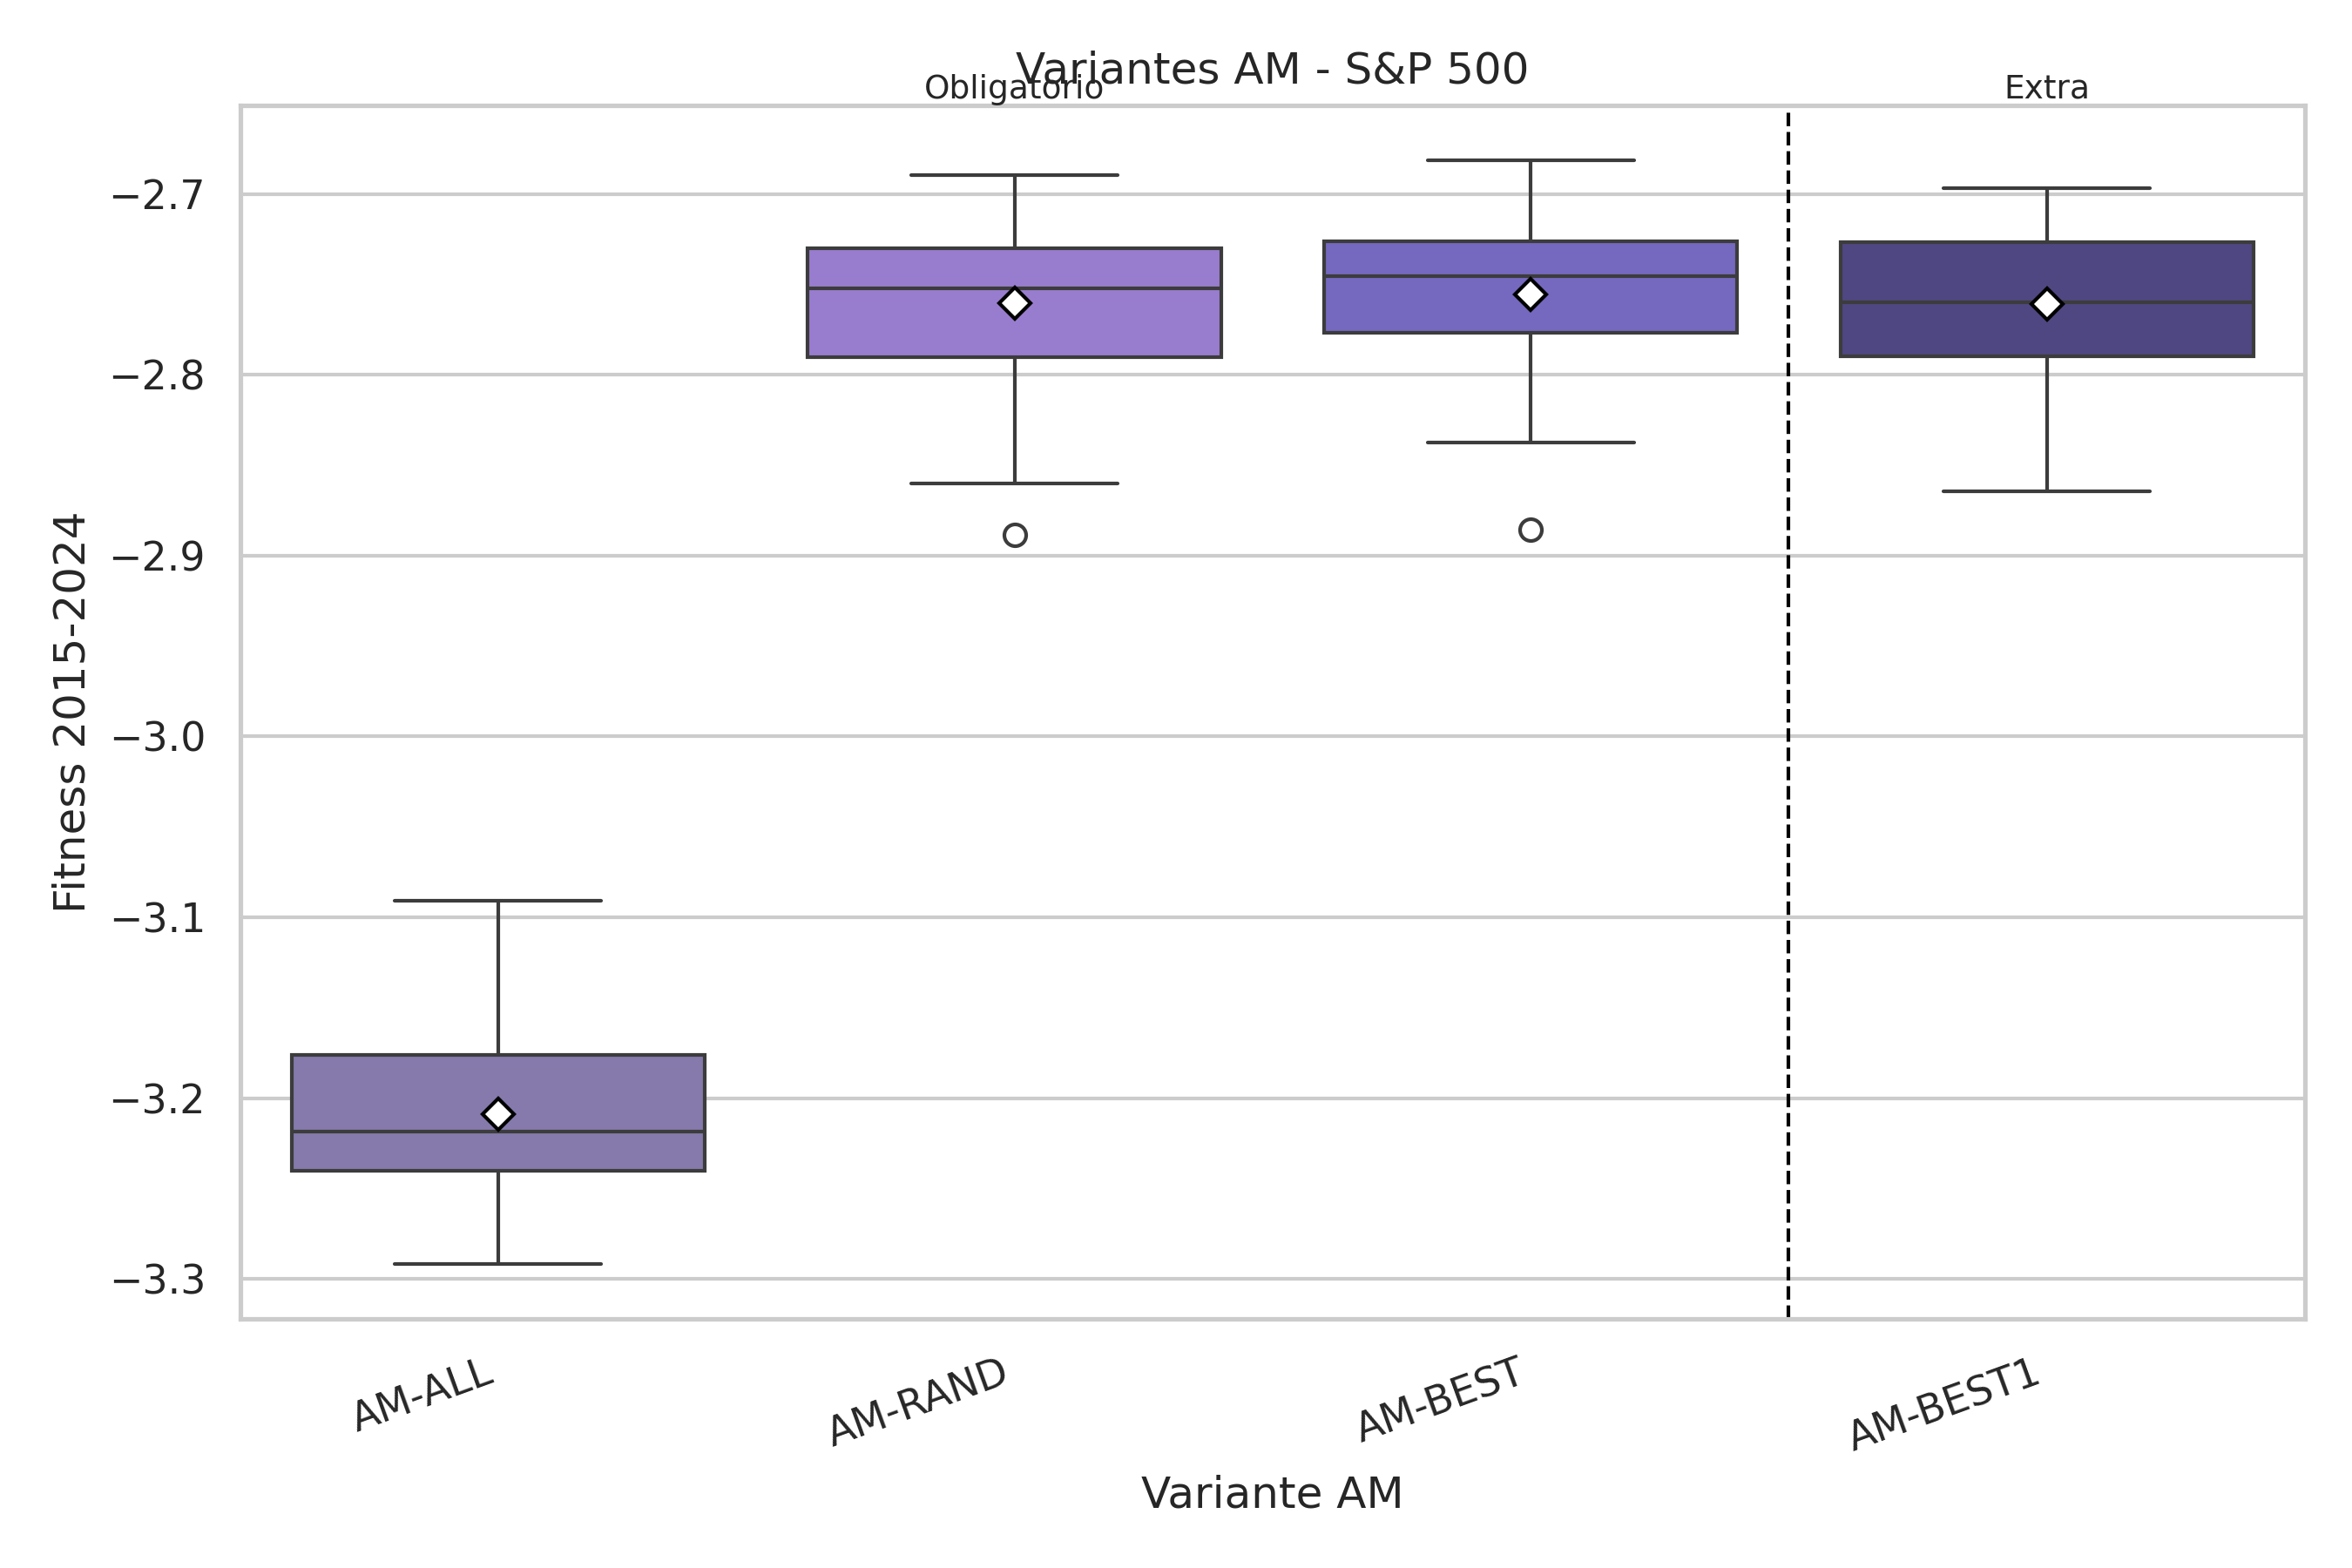 Variantes AM - S&P 500
Obligatorio
Extra
Fitness 2015-2024
−2.7
−2.8
−2.9
−3.0
−3.1
−3.2
−3.3
AM-ALL
AM-RAND
AM-BEST
AM-BEST1
Variante AM